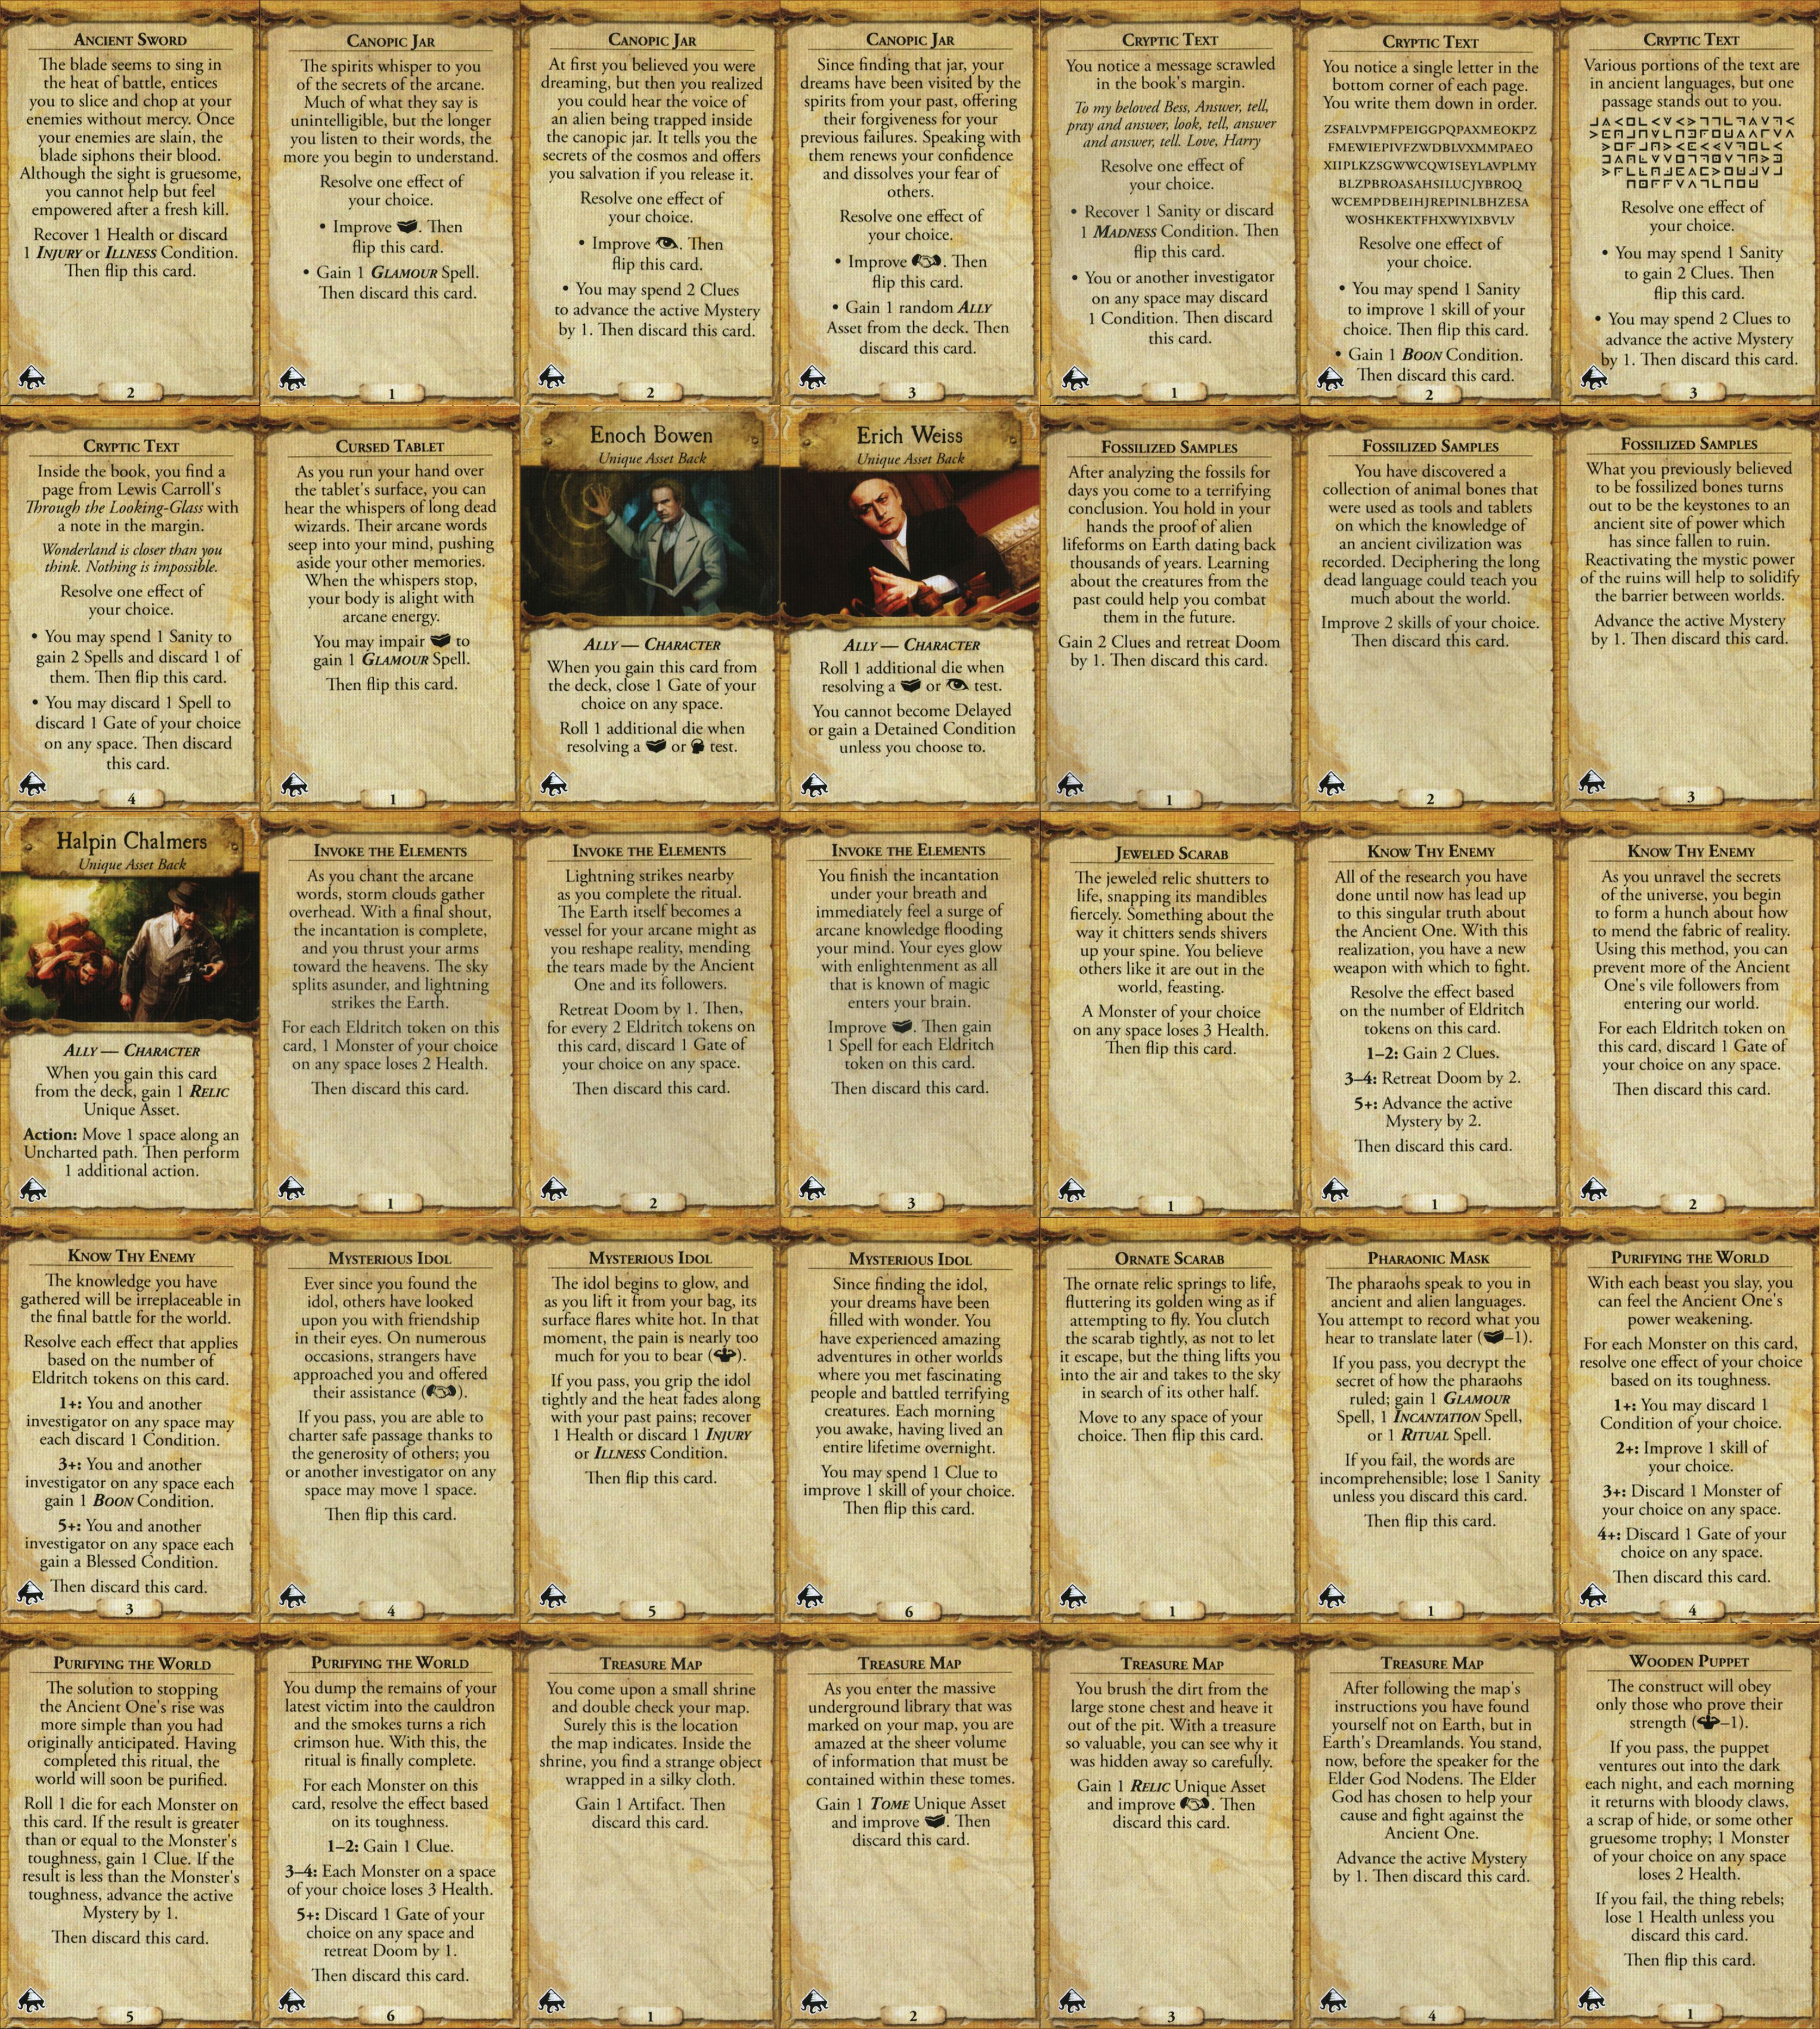 ANCIENT SWORD
The blade seems to sing in
the heat of battle, entices
you to slice and chop at your
enemies without mercy. Once
your enemies are slain, the
blade siphons their blood.
Although the sight is gruesome,
you cannot help but feel
empowered after a fresh kill.
Recover 1 Health or discard
1 INJURY or ILLNESS Condition.
Then flip this card.
2
CANOPIC JAR
The spirits whisper to you
of the secrets of the arcane.
Much of what they say is
unintelligible, but the longer
you listen to their words, the
more you begin to understand.
Resolve one effect of
your choice.
• Improve . Then
flip this card.
• Gain 1 GLAMOUR Spell.
Then discard this card.
1
CANOPIC JAR
At first you believed you were
dreaming, but then you realized
you could hear the voice of
an alien being trapped inside
the canopic jar. It tells you the
secrets of the cosmos and offers
you salvation if you release it.
Resolve one effect of
your choice.
• Improve . Then
flip this card.
• You may spend 2 Clues
to advance the active Mystery
by 1. Then discard this card.
2
CANOPIC JAR
Since finding that jar, your
dreams have been visited by the
spirits from your past, offering
their forgiveness for your
previous failures. Speaking with
them renews your confidence
and dissolves your fear of
others.
Resolve one effect of
your choice.
• Improve . Then
flip this card.
• Gain 1 random ALLY
Asset from the deck. Then
discard this card.
3
CRYPTIC TEXT
You notice a message scrawled
in the book's margin.
To my beloved Bess, Answer, tell,
pray and answer, look, tell, answer
and answer, tell. Love, Harry
Resolve one effect of
your choice.
• Recover 1 Sanity or discard
1 MADNESS Condition. Then
flip this card.
• You or another investigator
on any space may discard
1 Condition. Then discard
this card.
1
CRYPTIC TEXT
You notice a single letter in the
bottom corner of each page.
You write them down in order.
ZSFALVPMFPEIGGPQPAXMEOKPZ
FMEWIEPIVFZWDBLVXMMPAEO
XIIPLKZSGWWCQWISEYLAVPLMY
BLZPBROASAHSILUCJYBROQ
WCEMPDBEIHJREPINLBHZESA
WOSHKEKTFHXWYIXBVLV
Resolve one effect of
your choice.
• You may spend 1 Sanity
to improve 1 skill of your
choice. Then flip this card.
• Gain 1 BOON Condition.
Then discard this card.
2
CRYPTIC TEXT
Various portions of the text are
in ancient languages, but one
passage stands out to you.
Resolve one effect of
your choice.
• You may spend 1 Sanity
to gain 2 Clues. Then
flip this card.
• You may spend 2 Clues to
advance the active Mystery
by 1. Then discard this card.
3
CRYPTIC TEXT
Inside the book, you find a
page from Lewis Carroll's
Through the Looking-Glass with
a note in the margin.
Wonderland is closer than you
think. Nothing is impossible.
Resolve one effect of
your choice.
• You may spend 1 Sanity to
gain 2 Spells and discard 1 of
them. Then flip this card.
• You may discard 1 Spell to
discard 1 Gate of your choice
on any space. Then discard
this card.
4
CURSED TABLET
As you run your hand over
the tablet's surface, you can
hear the whispers of long dead
wizards. Their arcane words
seep into your mind, pushing
aside your other memories.
When the whispers stop,
your body is alight with
arcane energy.
You may impair to
gain 1 GLAMOUR Spell.
Then flip this card.
1
Enoch Bowen
Unique Asset Back
ALLY — CHARACTER
When you gain this card from
the deck, close 1 Gate of your
choice on any space.
Roll 1 additional die when
resolving a or test.
Erich Weiss
Unique Asset Back
ALLY — CHARACTER
Roll 1 additional die when
resolving a or test.
You cannot become Delayed
or gain a Detained Condition
unless you choose to.
FOSSILIZED SAMPLES
After analyzing the fossils for
days you come to a terrifying
conclusion. You hold in your
hands the proof of alien
lifeforms on Earth dating back
thousands of years. Learning
about the creatures from the
past could help you combat
them in the future.
Gain 2 Clues and retreat Doom
by 1. Then discard this card.
1
FOSSILIZED SAMPLES
You have discovered a
collection of animal bones that
were used as tools and tablets
on which the knowledge of
an ancient civilization was
recorded. Deciphering the long
dead language could teach you
much about the world.
Improve 2 skills of your choice.
Then discard this card.
2
FOSSILIZED SAMPLES
What you previously believed
to be fossilized bones turns
out to be the keystones to an
ancient site of power which
has since fallen to ruin.
Reactivating the mystic power
of the ruins will help to solidify
the barrier between worlds.
Advance the active Mystery
by 1. Then discard this card.
3
Halpin Chalmers
Unique Asset Back
ALLY — CHARACTER
When you gain this card
from the deck, gain 1 RELIC
Unique Asset.
Action: Move 1 space along an
Uncharted path. Then perform
1 additional action.
INVOKE THE ELEMENTS
As you chant the arcane
words, storm clouds gather
overhead. With a final shout,
the incantation is complete,
and you thrust your arms
toward the heavens. The sky
splits asunder, and lightning
strikes the Earth.
For each Eldritch token on this
card, 1 Monster of your choice
on any space loses 2 Health.
Then discard this card.
1
INVOKE THE ELEMENTS
Lightning strikes nearby
as you complete the ritual.
The Earth itself becomes a
vessel for your arcane might as
you reshape reality, mending
the tears made by the Ancient
One and its followers.
Retreat Doom by 1. Then,
for every 2 Eldritch tokens on
this card, discard 1 Gate of
your choice on any space.
Then discard this card.
2
INVOKE THE ELEMENTS
You finish the incantation
under your breath and
immediately feel a surge of
arcane knowledge flooding
your mind. Your eyes glow
with enlightenment as all
that is known of magic
enters your brain.
Improve . Then gain
1 Spell for each Eldritch
token on this card.
Then discard this card.
3
JEWELED SCARAB
The jeweled relic shutters to
life, snapping its mandibles
fiercely. Something about the
way it chitters sends shivers
up your spine. You believe
others like it are out in the
world, feasting.
A Monster of your choice
on any space loses 3 Health.
Then flip this card.
1
KNOW THY ENEMY
All of the research you have
done until now has lead up
to this singular truth about
the Ancient One. With this
realization, you have a new
weapon with which to fight.
Resolve the effect based
on the number of Eldritch
tokens on this card.
1–2: Gain 2 Clues.
3–4: Retreat Doom by 2.
5+: Advance the active
Mystery by 2.
Then discard this card.
1
KNOW THY ENEMY
As you unravel the secrets
of the universe, you begin
to form a hunch about how
to mend the fabric of reality.
Using this method, you can
prevent more of the Ancient
One's vile followers from
entering our world.
For each Eldritch token on
this card, discard 1 Gate of
your choice on any space.
Then discard this card.
2
KNOW THY ENEMY
The knowledge you have
gathered will be irreplaceable in
the final battle for the world.
Resolve each effect that applies
based on the number of
Eldritch tokens on this card.
1+: You and another
investigator on any space may
each discard 1 Condition.
3+: You and another
investigator on any space each
gain 1 BOON Condition.
5+: You and another
investigator on any space each
gain a Blessed Condition.
Then discard this card.
3
MYSTERIOUS IDOL
Ever since you found the
idol, others have looked
upon you with friendship
in their eyes. On numerous
occasions, strangers have
approached you and offered
their assistance ( ).
If you pass, you are able to
charter safe passage thanks to
the generosity of others; you
or another investigator on any
space may move 1 space.
Then flip this card.
4
MYSTERIOUS IDOL
The idol begins to glow, and
as you lift it from your bag, its
surface flares white hot. In that
moment, the pain is nearly too
much for you to bear ( ).
If you pass, you grip the idol
tightly and the heat fades along
with your past pains; recover
1 Health or discard 1 INJURY
or ILLNESS Condition.
Then flip this card.
5
MYSTERIOUS IDOL
Since finding the idol,
your dreams have been
filled with wonder. You
have experienced amazing
adventures in other worlds
where you met fascinating
people and battled terrifying
creatures. Each morning
you awake, having lived an
entire lifetime overnight.
You may spend 1 Clue to
improve 1 skill of your choice.
Then flip this card.
6
ORNATE SCARAB
The ornate relic springs to life,
fluttering its golden wing as if
attempting to fly. You clutch
the scarab tightly, as not to let
it escape, but the thing lifts you
into the air and takes to the sky
in search of its other half.
Move to any space of your
choice. Then flip this card.
1
PHARAONIC MASK
The pharaohs speak to you in
ancient and alien languages.
You attempt to record what you
hear to translate later ( –1).
If you pass, you decrypt the
secret of how the pharaohs
ruled; gain 1 GLAMOUR
Spell, 1 INCANTATION Spell,
or 1 RITUAL Spell.
If you fail, the words are
incomprehensible; lose 1 Sanity
unless you discard this card.
Then flip this card.
1
PURIFYING THE WORLD
With each beast you slay, you
can feel the Ancient One's
power weakening.
For each Monster on this card,
resolve one effect of your choice
based on its toughness.
1+: You may discard 1
Condition of your choice.
2+: Improve 1 skill of
your choice.
3+: Discard 1 Monster of
your choice on any space.
4+: Discard 1 Gate of your
choice on any space.
Then discard this card.
4
PURIFYING THE WORLD
The solution to stopping
the Ancient One's rise was
more simple than you had
originally anticipated. Having
completed this ritual, the
world will soon be purified.
Roll 1 die for each Monster on
this card. If the result is greater
than or equal to the Monster's
toughness, gain 1 Clue. If the
result is less than the Monster's
toughness, advance the active
Mystery by 1.
Then discard this card.
5
PURIFYING THE WORLD
You dump the remains of your
latest victim into the cauldron
and the smokes turns a rich
crimson hue. With this, the
ritual is finally complete.
For each Monster on this
card, resolve the effect based
on its toughness.
1–2: Gain 1 Clue.
3–4: Each Monster on a space
of your choice loses 3 Health.
5+: Discard 1 Gate of your
choice on any space and
retreat Doom by 1.
Then discard this card.
6
TREASURE MAP
You come upon a small shrine
and double check your map.
Surely this is the location
the map indicates. Inside the
shrine, you find a strange object
wrapped in a silky cloth.
Gain 1 Artifact. Then
discard this card.
1
TREASURE MAP
As you enter the massive
underground library that was
marked on your map, you are
amazed at the sheer volume
of information that must be
contained within these tomes.
Gain 1 TOME Unique Asset
and improve . Then
discard this card.
2
TREASURE MAP
You brush the dirt from the
large stone chest and heave it
out of the pit. With a treasure
so valuable, you can see why it
was hidden away so carefully.
Gain 1 RELIC Unique Asset
and improve . Then
discard this card.
3
TREASURE MAP
After following the map's
instructions you have found
yourself not on Earth, but in
Earth's Dreamlands. You stand,
now, before the speaker for the
Elder God Nodens. The Elder
God has chosen to help your
cause and fight against the
Ancient One.
Advance the active Mystery
by 1. Then discard this card.
4
WOODEN PUPPET
The construct will obey
only those who prove their
strength ( –1).
If you pass, the puppet
ventures out into the dark
each night, and each morning
it returns with bloody claws,
a scrap of hide, or some other
gruesome trophy; 1 Monster
of your choice on any space
loses 2 Health.
If you fail, the thing rebels;
lose 1 Health unless you
discard this card.
Then flip this card.
1